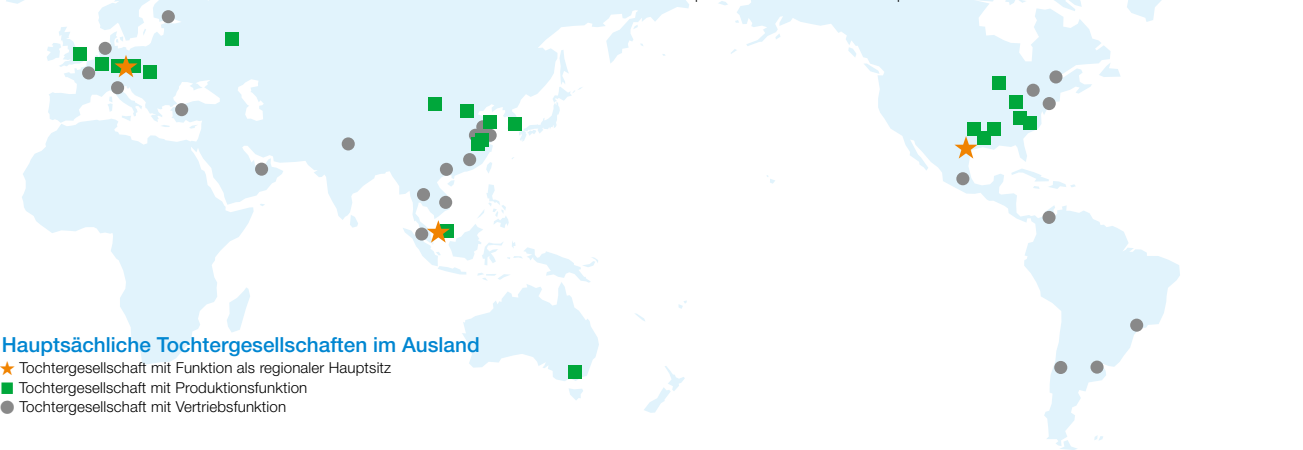 Hauptsächliche Tochtergesellschaften im Ausland
Tochtergesellschaft mit Funktion als regionaler Hauptsitz
Tochtergesellschaft mit Produktionsfunktion
Tochtergesellschaft mit Vertriebsfunktion